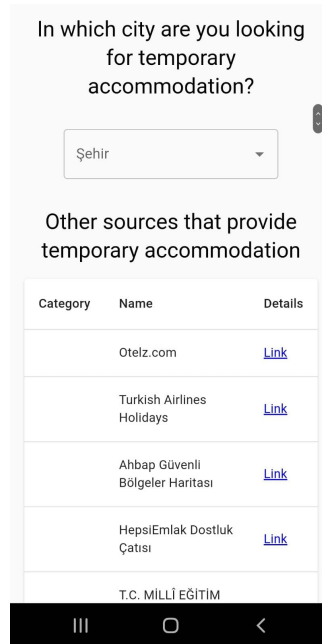 In which city are you looking
for temporary
accommodation?
Şehir
Other sources that provide
temporary accommodation
Category Name Details
Otelz.com Link
Turkish Airlines
Holidays Link
Ahbap Güvenli
Bölgeler Haritası Link
HepsiEmlak Dostluk
Çatısı Link
T.C. MİLLÎ EĞİTİM